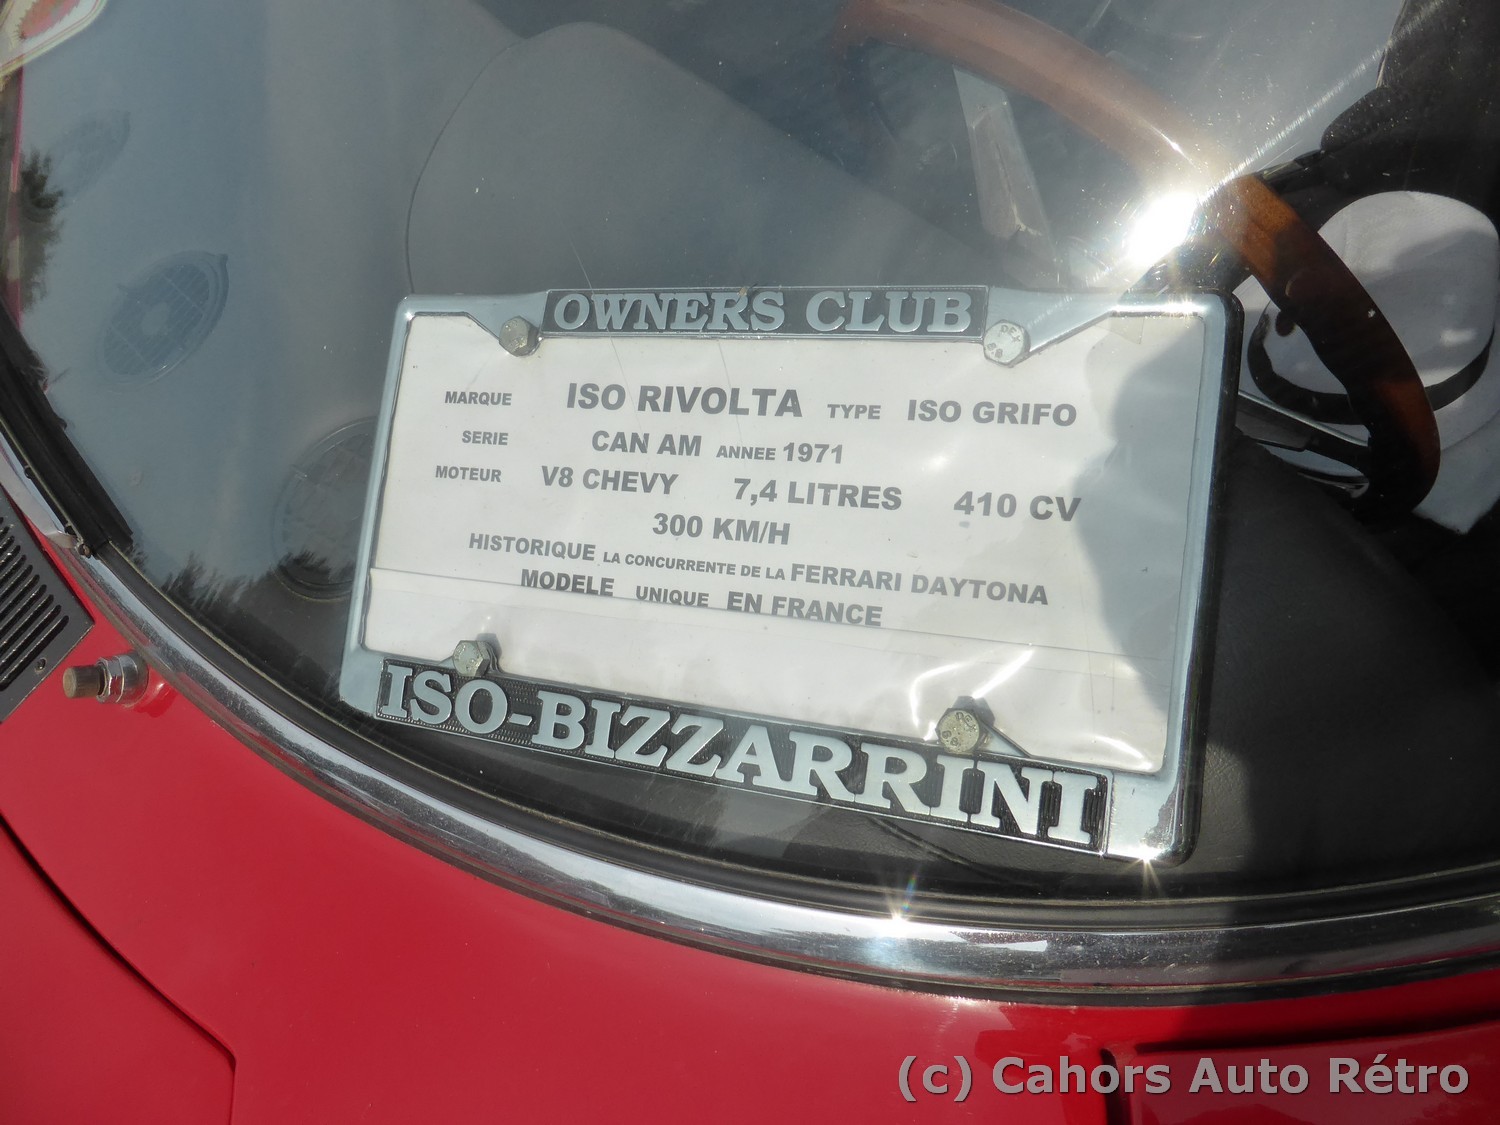 OWNERS CLUB
MARQUE ISO RIVOLTA TYPE ISO GRIFO
SERIE CAN AM ANNEE 1971
MOTEUR V8 CHEVY 7,4 LITRES 410 CV
300 KM/H
HISTORIQUE LA CONCURRENTE DE LA FERRARI DAYTONA
MODELE UNIQUE EN FRANCE
ISO-BIZZARRINI
(c) Cahors Auto Rétro